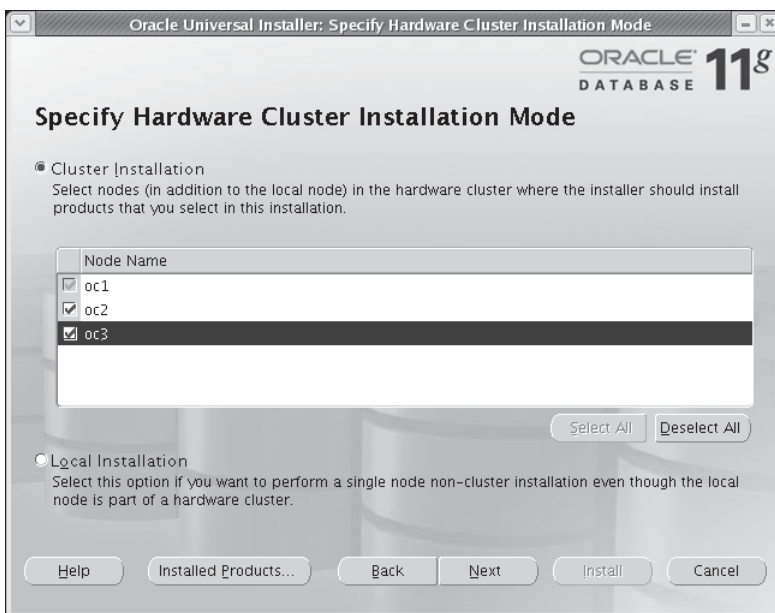 Oracle Universal Installer: Specify Hardware Cluster Installation Mode
ORACLE
DATABASE
11g
Specify Hardware Cluster Installation Mode
Cluster Installation
Select nodes (in addition to the local node) in the hardware cluster where the installer should install
products that you select in this installation.
Node Name
oc1
oc2
oc3
Select All
Deselect All
Local Installation
Select this option if you want to perform a single node non-cluster installation even though the local
node is part of a hardware cluster.
Help
Installed Products...
Back
Next
Install
Cancel